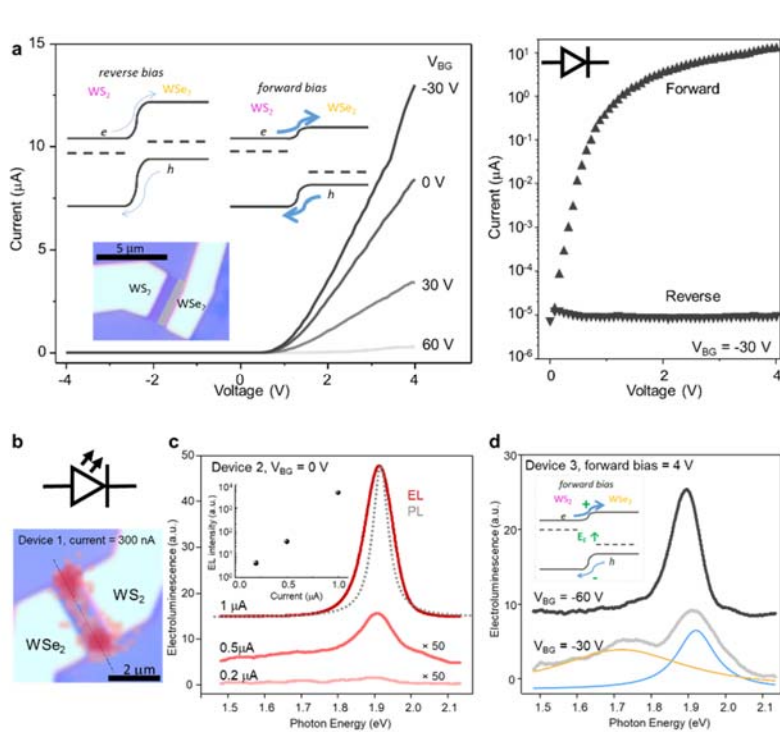 a
15
10
5
0
Current (μA)
-4
-2
0
2
4
Voltage (V)
reverse bias
WS2
WSe2
e
h
forward bias
WS2
WSe2
e
h
VBG
-30 V
0 V
30 V
60 V
5 μm
WS2
WSe2
10^1
10^0
10^-1
10^-2
10^-3
10^-4
10^-5
10^-6
Current (μA)
Forward
Reverse
VBG = -30 V
0
2
4
Voltage (V)
b
Device 1, current = 300 nA
WS2
WSe2
2 μm
c
Device 2, VBG = 0 V
50
40
30
20
10
0
Electroluminescence (a.u.)
EL intensity (a.u.)
10^4
10^3
10^2
10^1
10^0
0.0
0.5
1.0
Current (μA)
EL
PL
1 μA
0.5μA
× 50
0.2 μA
× 50
1.5
1.6
1.7
1.8
1.9
2.0
2.1
Photon Energy (eV)
d
Device 3, forward bias = 4 V
30
20
10
0
Electroluminescence (a.u.)
forward bias
WS2
WSe2
+
e
EF
h
-
VBG = -60 V
VBG = -30 V
1.5
1.6
1.7
1.8
1.9
2.0
2.1
Photon Energy (eV)